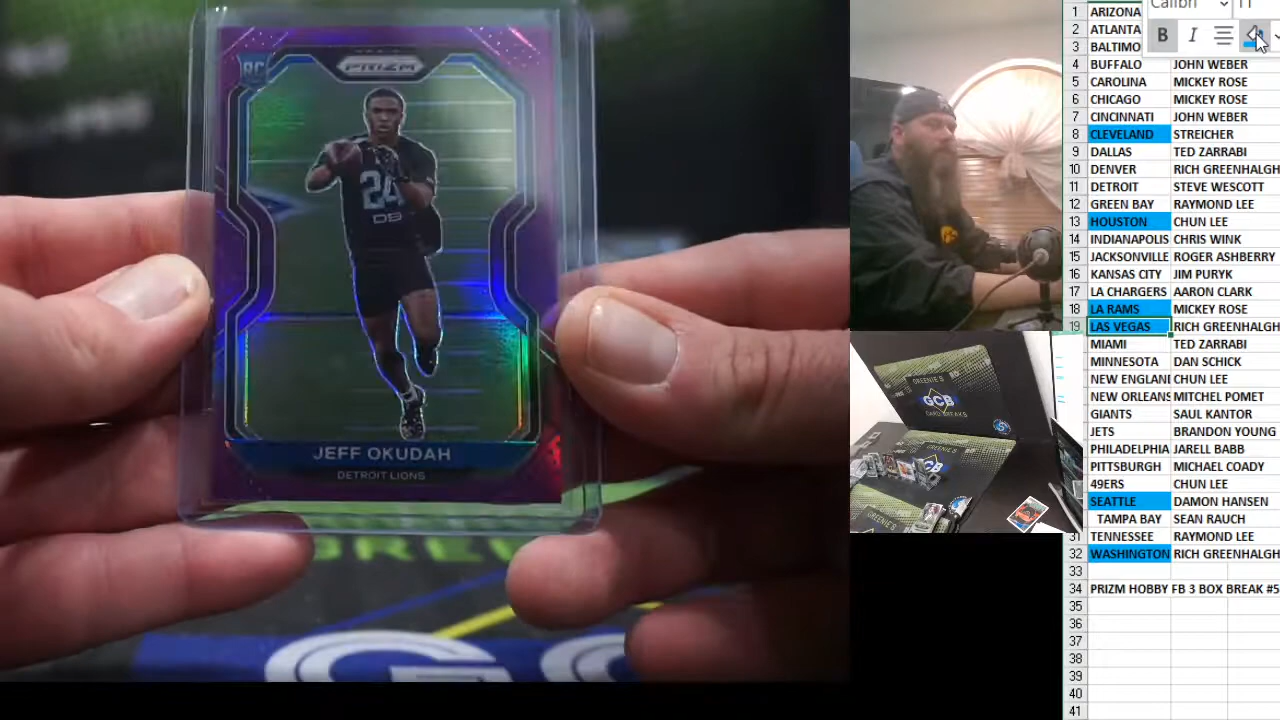 RC
PRIZM
24
DB
JEFF OKUDAH
DETROIT LIONS
GREENIE'S
GCB
CARD BREAKS
GCB
GREENIE'S
Calibri 11
B I
1 ARIZONA
2 ATLANTA
3 BALTIMO
4 BUFFALO JOHN WEBER
5 CAROLINA MICKEY ROSE
6 CHICAGO MICKEY ROSE
7 CINCINNATI JOHN WEBER
8 CLEVELAND STREICHER
9 DALLAS TED ZARRABI
10 DENVER RICH GREENHALGH
11 DETROIT STEVE WESCOTT
12 GREEN BAY RAYMOND LEE
13 HOUSTON CHUN LEE
14 INDIANAPOLIS CHRIS WINK
15 JACKSONVILLE ROGER ASHBERRY
16 KANSAS CITY JIM PURYK
17 LA CHARGERS AARON CLARK
18 LA RAMS MICKEY ROSE
19 LAS VEGAS RICH GREENHALGH
MIAMI TED ZARRABI
MINNESOTA DAN SCHICK
NEW ENGLAND CHUN LEE
NEW ORLEANS MITCHEL POMET
GIANTS SAUL KANTOR
JETS BRANDON YOUNG
PHILADELPHIA JARELL BABB
PITTSBURGH MICHAEL COADY
49ERS CHUN LEE
SEATTLE DAMON HANSEN
TAMPA BAY SEAN RAUCH
31 TENNESSEE RAYMOND LEE
32 WASHINGTON RICH GREENHALGH
33
34 PRIZM HOBBY FB 3 BOX BREAK #5
35
36
37
38
39
40
41